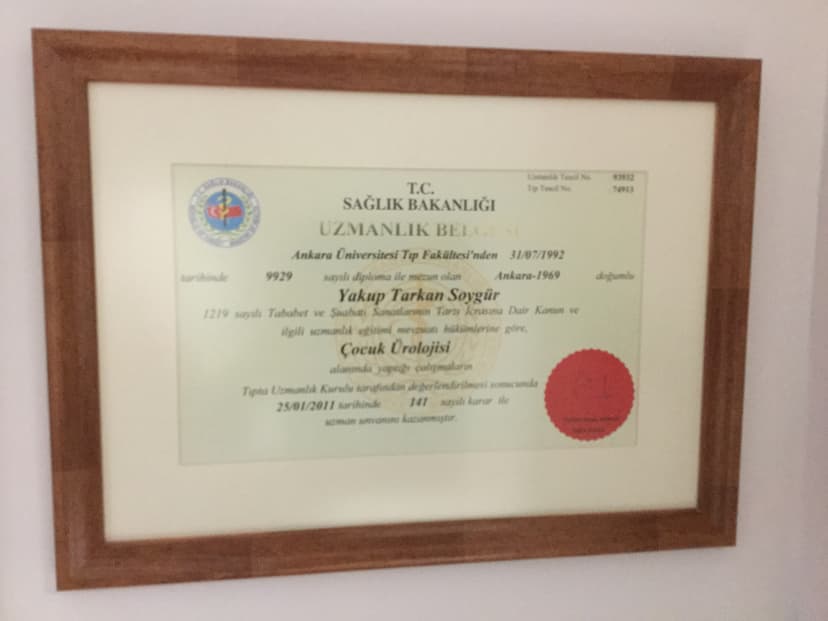 Uzmanlık Tescil No. 93932
Tıp Tescil No. 74913
T.C.
SAĞLIK BAKANLIĞI
UZMANLIK BELGESİ
Ankara Üniversitesi Tıp Fakültesi'nden 31/07/1992
tarihinde 9929 sayılı diploma ile mezun olan Ankara-1969 doğumlu
Yakup Tarkan Soygür
1219 sayılı Tababet ve Şuabatı Sanatlarının Tarzı İcrasına Dair Kanun ve
ilgili uzmanlık eğitimi mevzuatı hükümlerine göre,
Çocuk Ürolojisi
alanında yaptığı çalışmaların
Tıpta Uzmanlık Kurulu tarafından değerlendirilmesi sonucunda
25/01/2011 tarihinde 141 sayılı karar ile
uzman unvanını kazanmıştır.